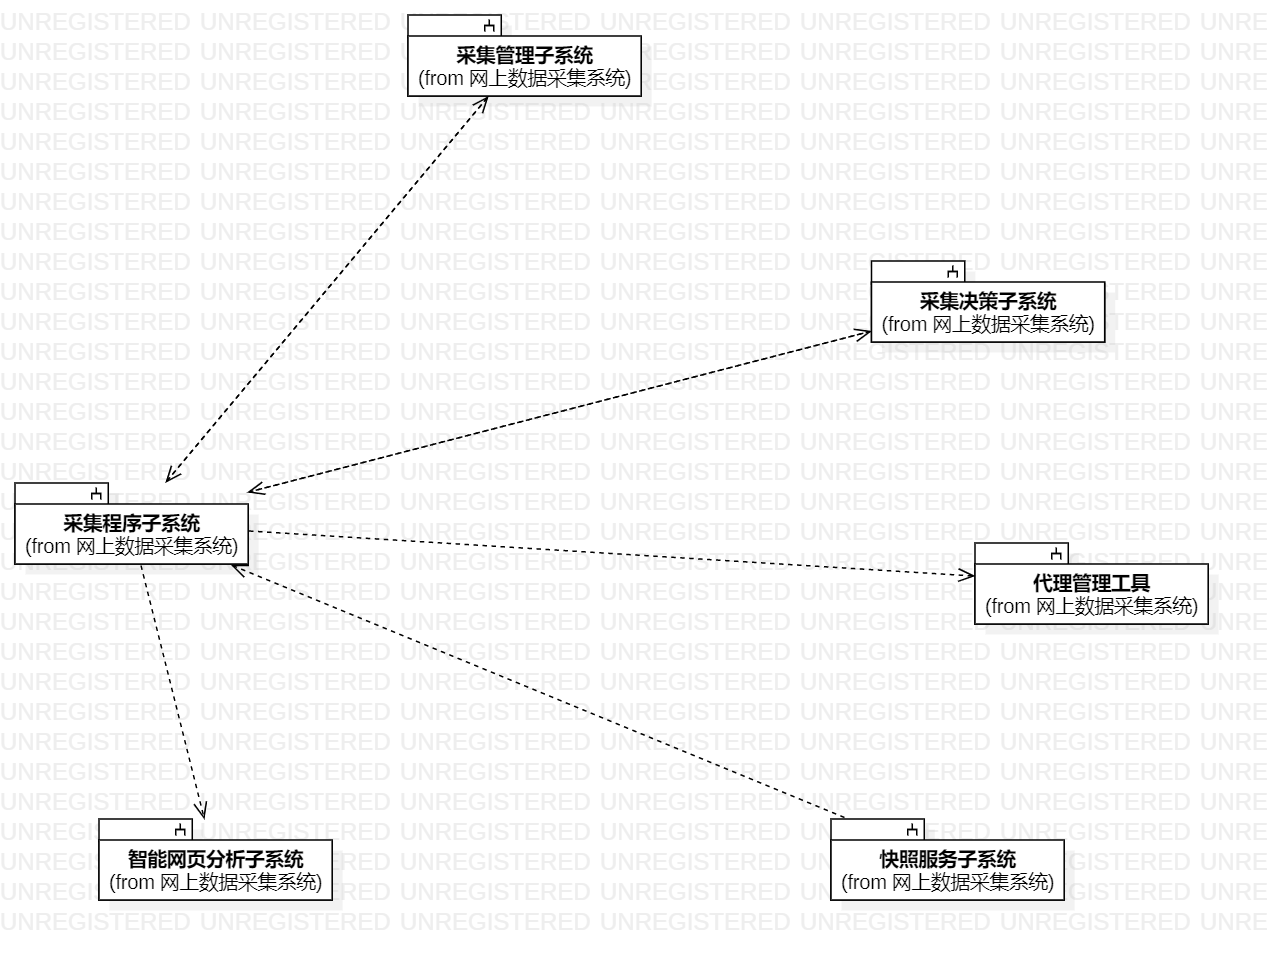 采集管理子系统
(from 网上数据采集系统)
采集决策子系统
(from 网上数据采集系统)
采集程序子系统
(from 网上数据采集系统)
代理管理工具
(from 网上数据采集系统)
智能网页分析子系统
(from 网上数据采集系统)
快照服务子系统
(from 网上数据采集系统)
UNREGISTERED